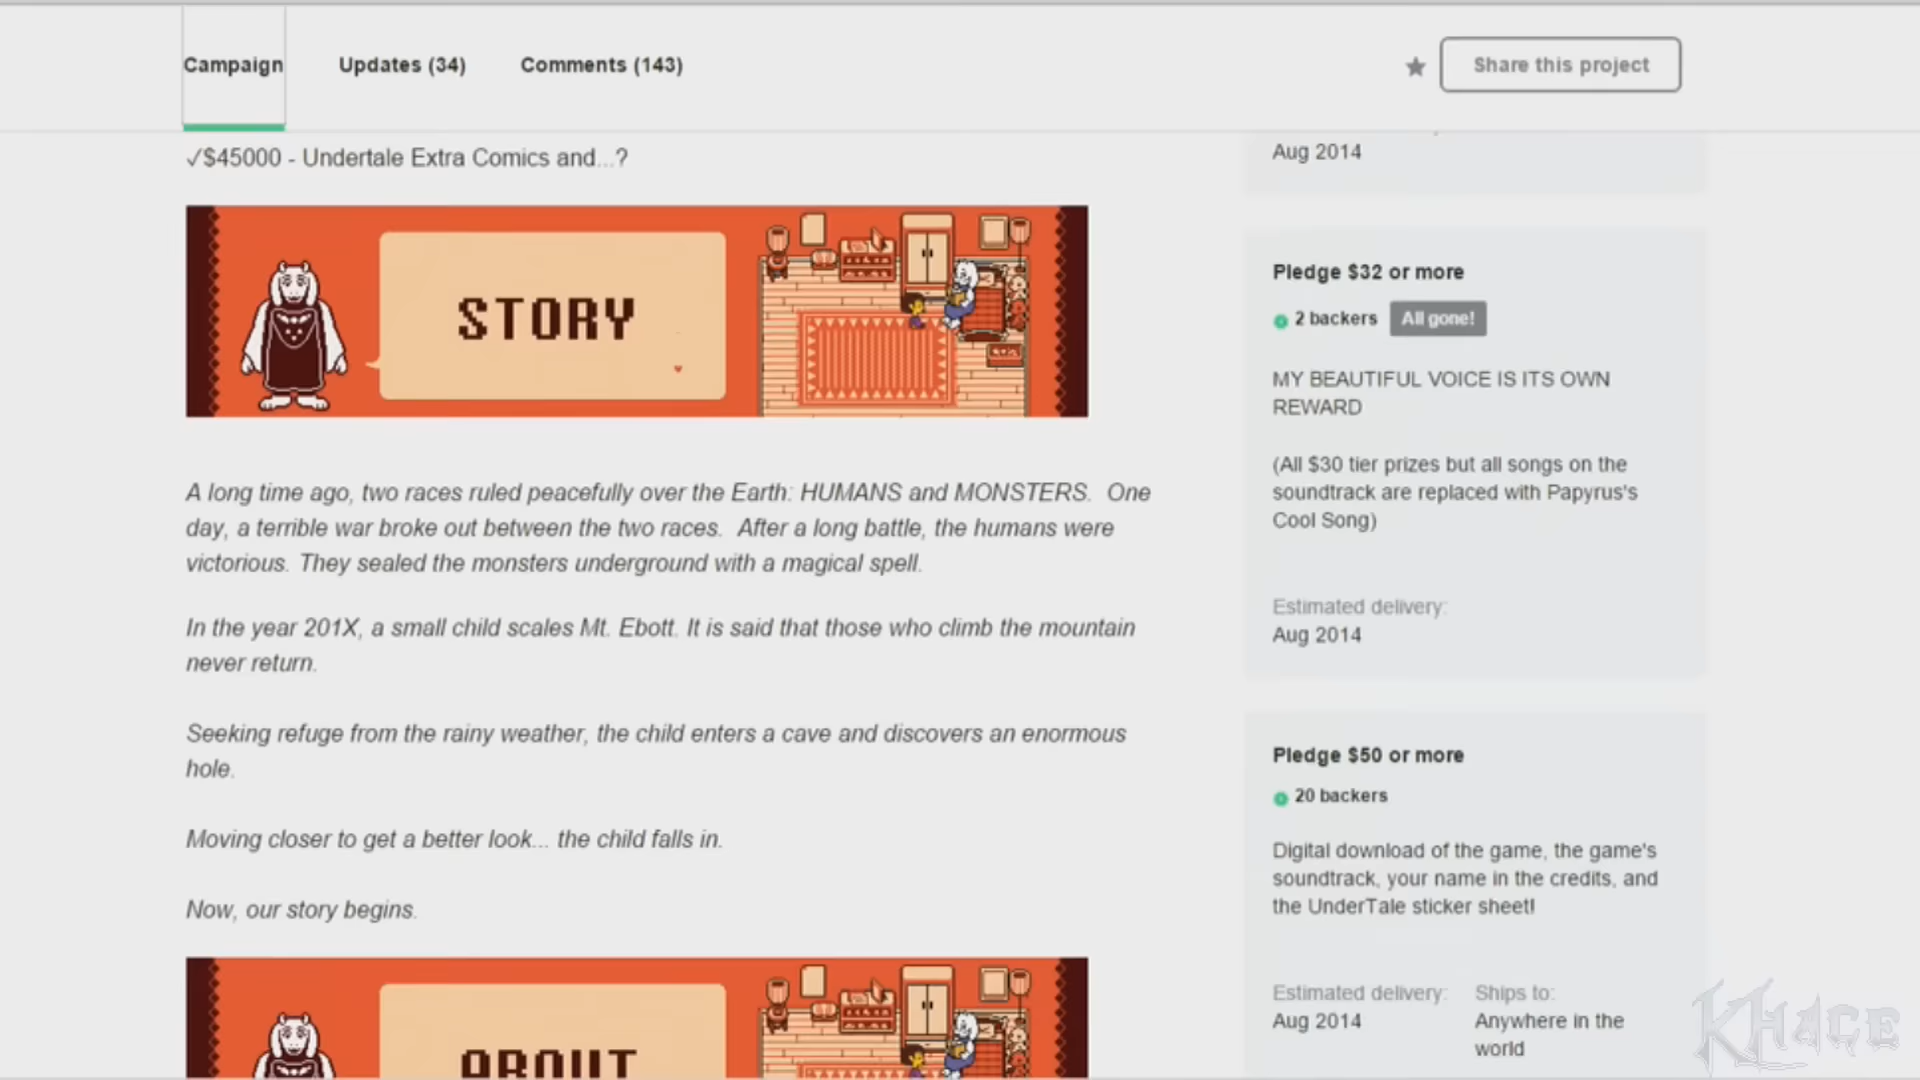 Campaign
Updates (34)
Comments (143)
Share this project
✓$45000 - Undertale Extra Comics and...?
STORY
A long time ago, two races ruled peacefully over the Earth: HUMANS and MONSTERS.  One
day, a terrible war broke out between the two races.  After a long battle, the humans were
victorious. They sealed the monsters underground with a magical spell.
In the year 201X, a small child scales Mt. Ebott. It is said that those who climb the mountain
never return.
Seeking refuge from the rainy weather, the child enters a cave and discovers an enormous
hole.
Moving closer to get a better look... the child falls in.
Now, our story begins.
ABOUT
Aug 2014
Pledge $32 or more
2 backers
All gone!
MY BEAUTIFUL VOICE IS ITS OWN
REWARD
(All $30 tier prizes but all songs on the
soundtrack are replaced with Papyrus's
Cool Song)
Estimated delivery:
Aug 2014
Pledge $50 or more
20 backers
Digital download of the game, the game's
soundtrack, your name in the credits, and
the UnderTale sticker sheet!
Estimated delivery:
Aug 2014
Ships to:
Anywhere in the
world
KHACE